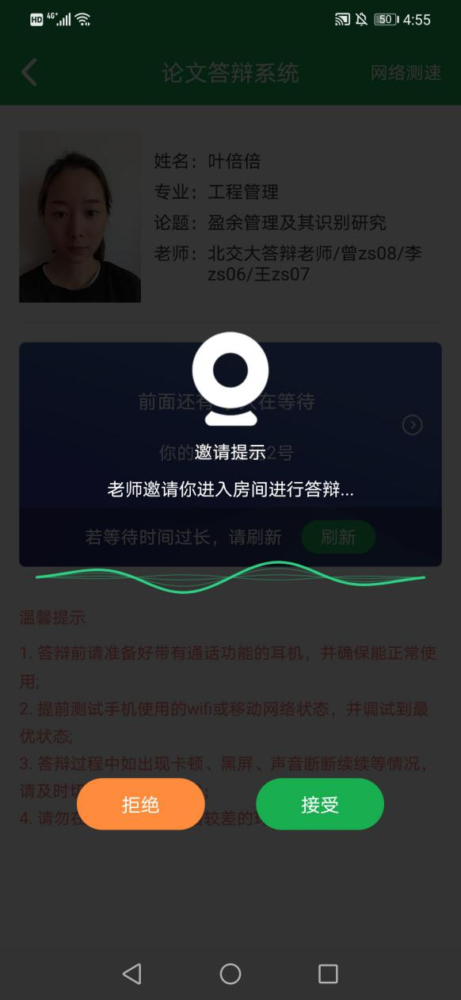 HD 4G+ 50 4:55
论文答辩系统 网络测速
姓名：叶倍倍
专业：工程管理
论题：盈余管理及其识别研究
老师：北交大答辩老师/曾zs08/李
zs06/王zs07
前面还有 人在等待
你的 2号
邀请提示
老师邀请你进入房间进行答辩...
若等待时间过长，请刷新 刷新
温馨提示
1. 答辩前请准备好带有通话功能的耳机，并确保能正常使
用;
2. 提前测试手机使用的wifi或移动网络状态，并调试到最
优状态;
3. 答辩过程中如出现卡顿、黑屏、声音断断续续等情况，
请及时切
4. 请勿在 较差的
拒绝 接受